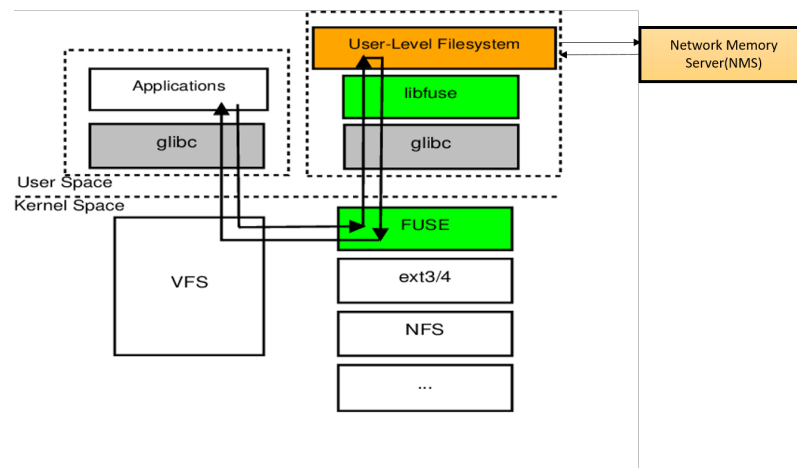 User-Level Filesystem
Network Memory
Server(NMS)
Applications
libfuse
glibc
glibc
User Space
Kernel Space
FUSE
VFS
ext3/4
NFS
...